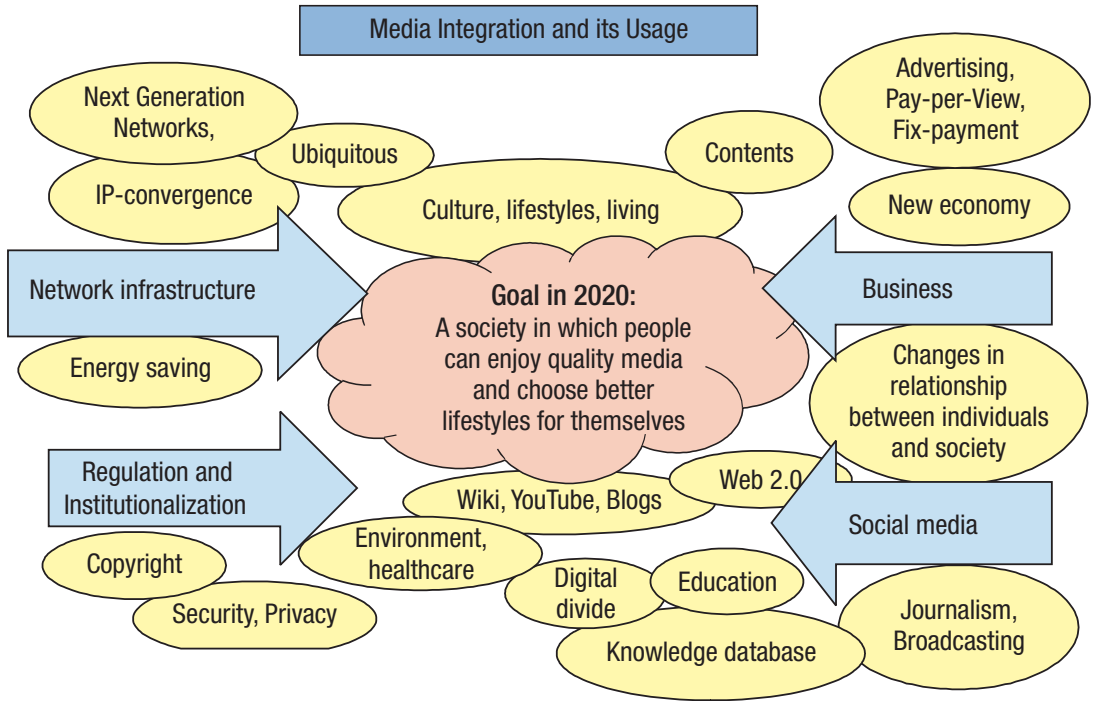 Media Integration and its Usage
Next Generation
Networks,
Ubiquitous
IP-convergence
Contents
Advertising,
Pay-per-View,
Fix-payment
Culture, lifestyles, living
New economy
Network infrastructure
Goal in 2020:
A society in which people
can enjoy quality media
and choose better
lifestyles for themselves
Business
Energy saving
Changes in
relationship
between individuals
and society
Regulation and
Institutionalization
Wiki, YouTube, Blogs
Web 2.0
Social media
Copyright
Security, Privacy
Environment,
healthcare
Digital
divide
Education
Knowledge database
Journalism,
Broadcasting